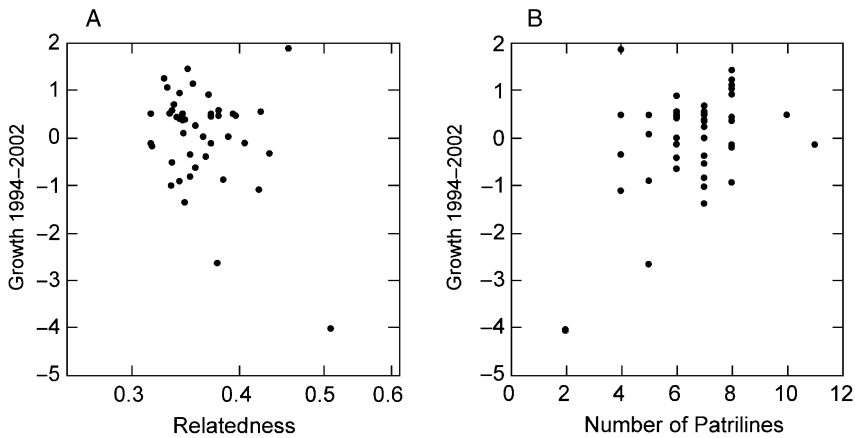 A
Growth 1994–2002
2
1
0
–1
–2
–3
–4
–5
0.3 0.4 0.5 0.6
Relatedness
B
Growth 1994–2002
2
1
0
–1
–2
–3
–4
–5
0 2 4 6 8 10 12
Number of Patrilines